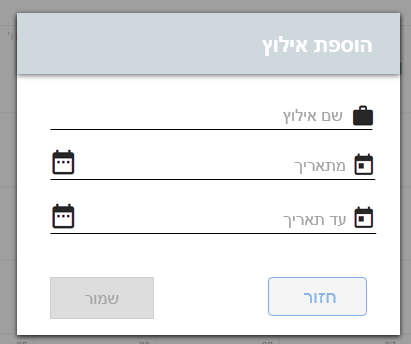 הוספת אילוץ
שם אילוץ
מתאריך
עד תאריך
חזור
שמור